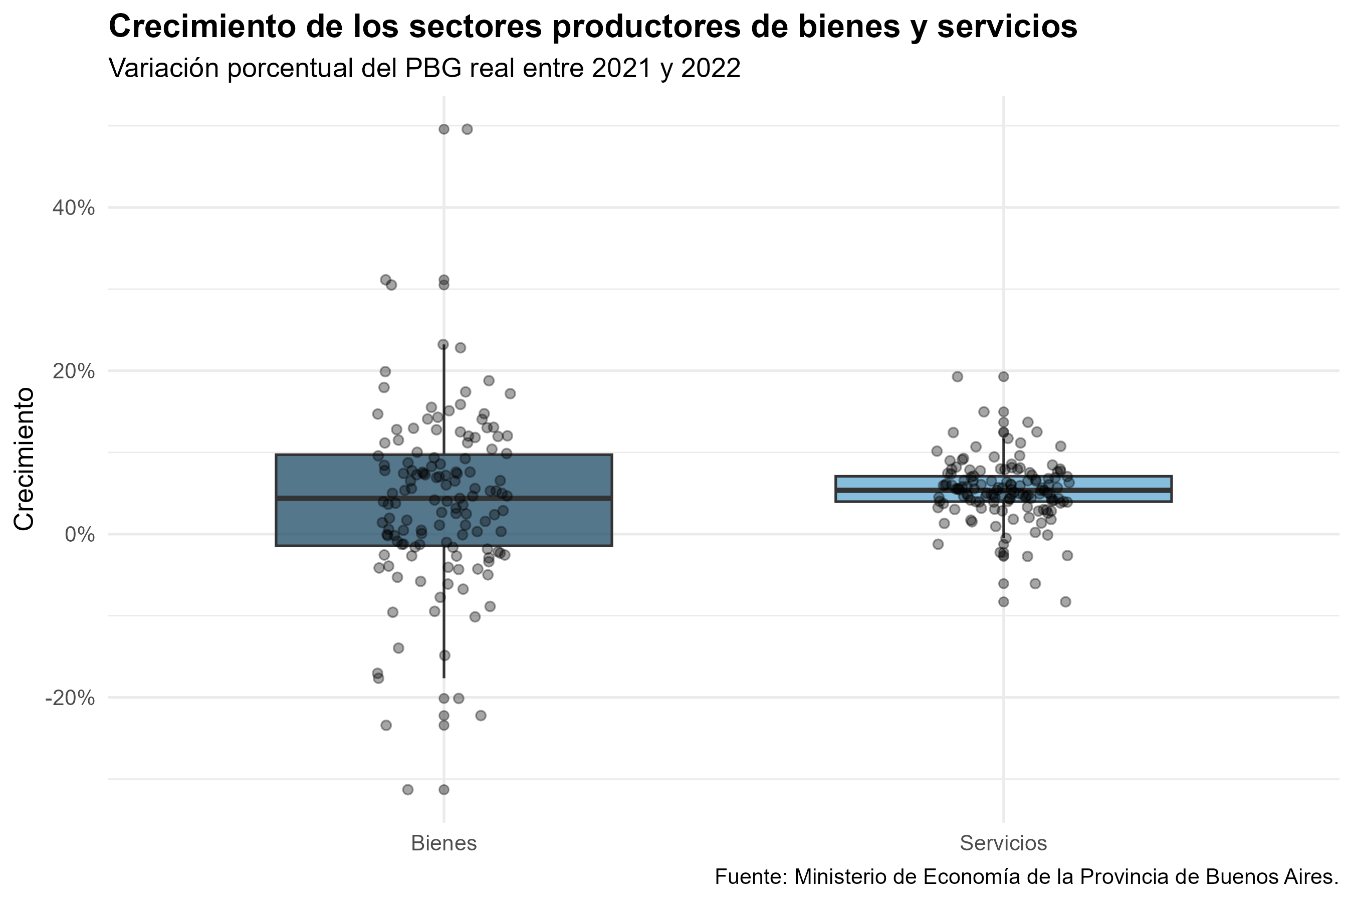 Crecimiento de los sectores productores de bienes y servicios
Variación porcentual del PBG real entre 2021 y 2022
Crecimiento
40%
20%
0%
-20%
Bienes
Servicios
Fuente: Ministerio de Economía de la Provincia de Buenos Aires.